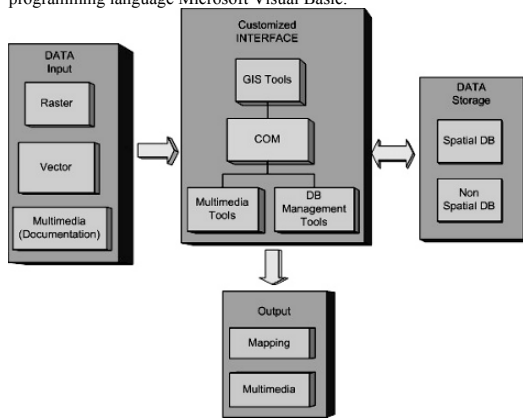 programming language Microsoft Visual Basic.
DATA
Input
Raster
Vector
Multimedia
(Documentation)
Customized
INTERFACE
GIS Tools
COM
Multimedia
Tools
DB
Management
Tools
DATA
Storage
Spatial DB
Non
Spatial DB
Output
Mapping
Multimedia